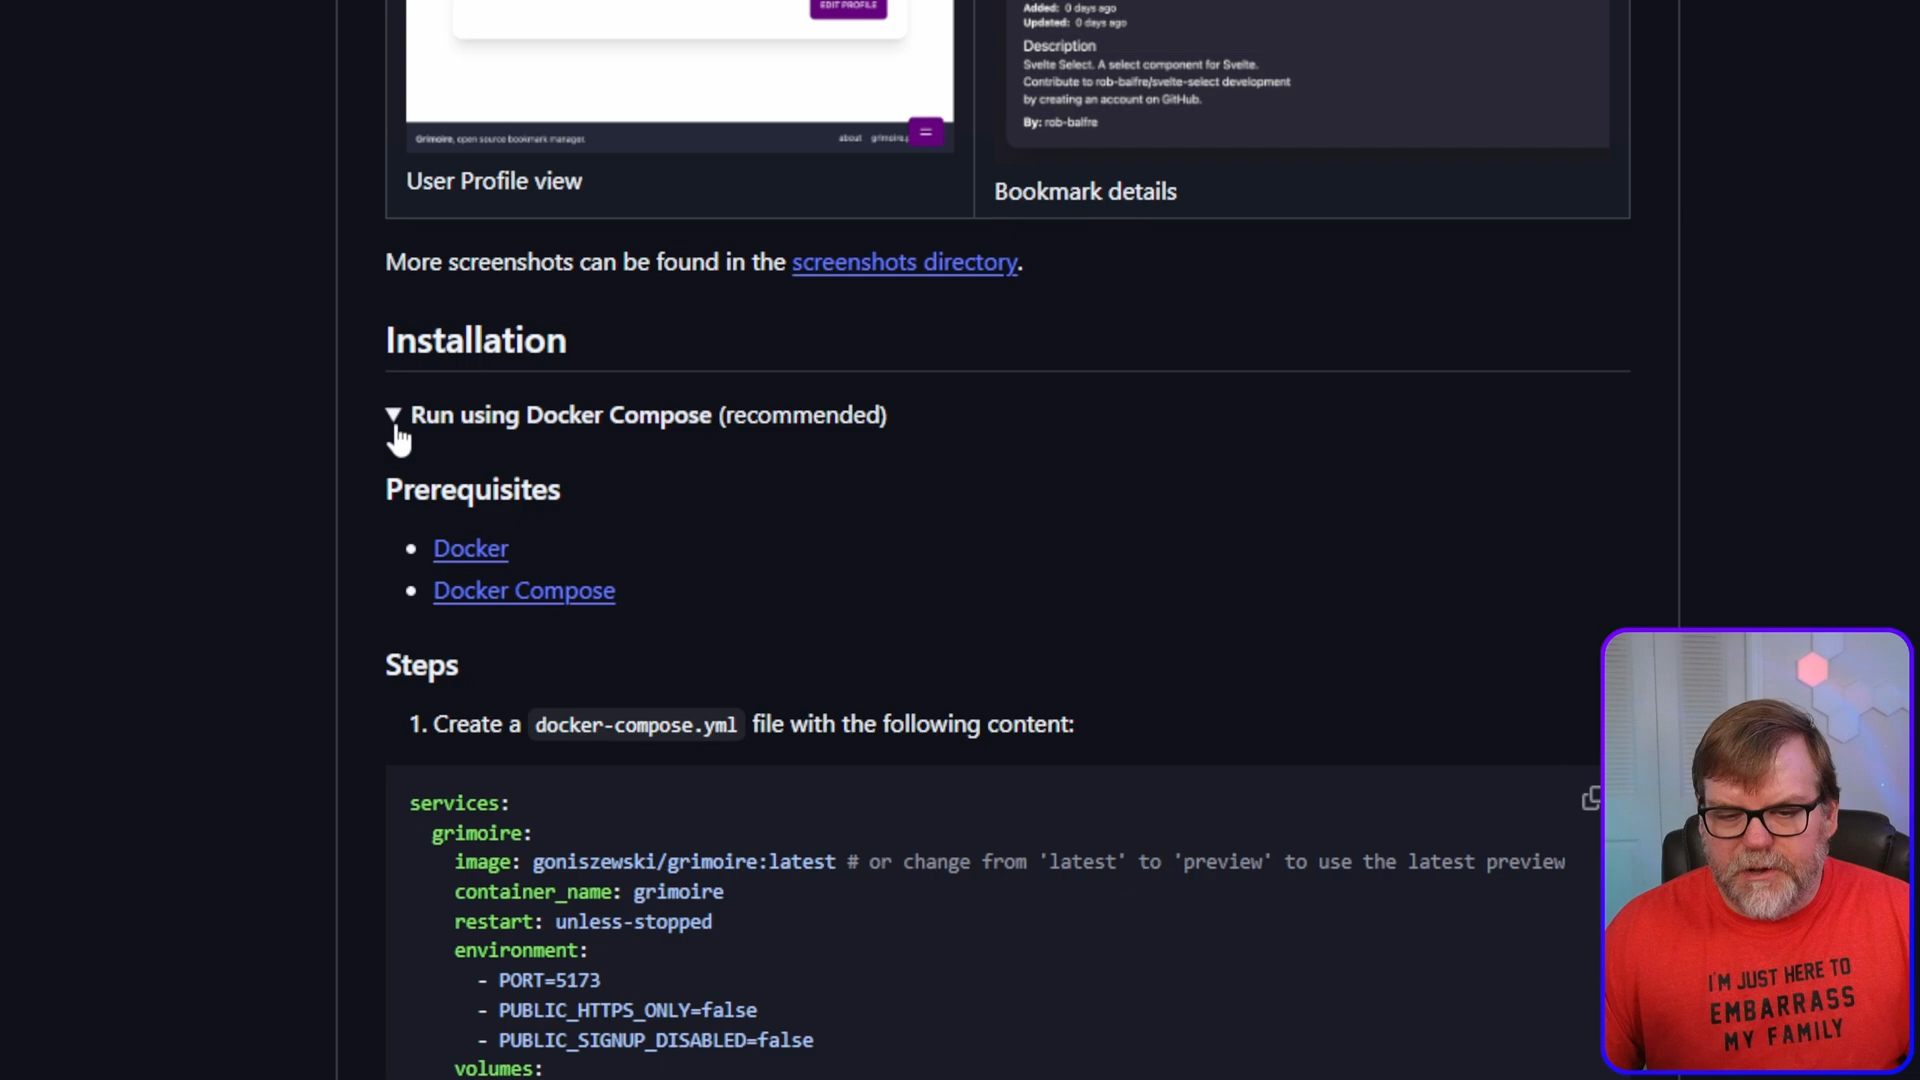 EDIT PROFILE
Grimoire, open source bookmark manager.
about
User Profile view
Added: 0 days ago
Updated: 0 days ago
Description
Svelte Select. A select component for Svelte.
Contribute to rob-balfre/svelte-select development
by creating an account on GitHub.
By: rob-balfre
Bookmark details
More screenshots can be found in the screenshots directory.
Installation
Run using Docker Compose (recommended)
Prerequisites
• Docker
• Docker Compose
Steps
1. Create a docker-compose.yml file with the following content:
services:
grimoire:
image: goniszewski/grimoire:latest # or change from 'latest' to 'preview' to use the latest preview
container_name: grimoire
restart: unless-stopped
environment:
- PORT=5173
- PUBLIC_HTTPS_ONLY=false
- PUBLIC_SIGNUP_DISABLED=false
volumes:
I'M JUST HERE TO
EMBARRASS
MY FAMILY